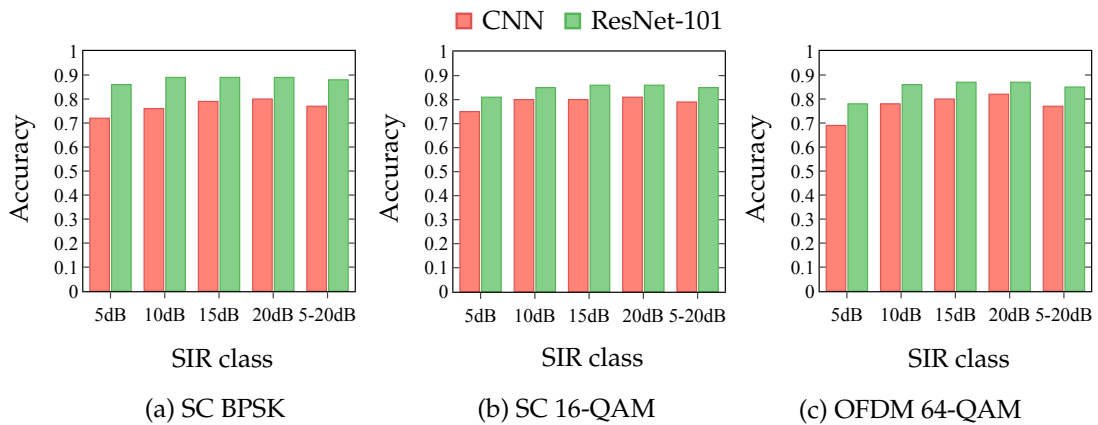 CNN ResNet-101
1
0.9
0.8
0.7
0.6
0.5
0.4
0.3
0.2
0.1
0
Accuracy
5dB 10dB 15dB 20dB 5-20dB
SIR class
(a) SC BPSK
1
0.9
0.8
0.7
0.6
0.5
0.4
0.3
0.2
0.1
0
Accuracy
5dB 10dB 15dB 20dB 5-20dB
SIR class
(b) SC 16-QAM
1
0.9
0.8
0.7
0.6
0.5
0.4
0.3
0.2
0.1
0
Accuracy
5dB 10dB 15dB 20dB 5-20dB
SIR class
(c) OFDM 64-QAM